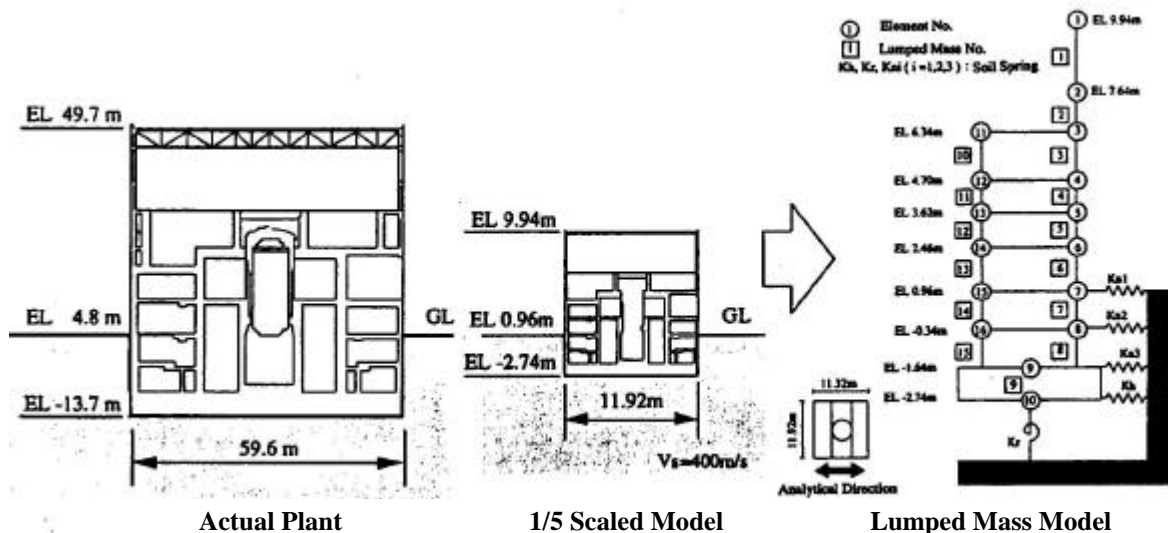 EL 49.7 m
EL 4.8 m
GL
EL -13.7 m
59.6 m
Actual Plant
EL 9.94m
EL 0.96m
GL
EL -2.74m
11.92m
Vs=400m/s
1/5 Scaled Model
1 Element No.
1 Lumped Mass No.
Kh, Kr, Kai ( i =1,2,3 ) : Soil Spring
1 EL 9.94m
1
2 EL 7.64m
2
EL 6.34m 11 3
10 3
EL 4.70m 12 4
11 4
EL 3.62m 13 5
12 5
EL 2.46m 14 6
13 6
EL 0.96m 15 7 Ka1
14 7
EL -0.34m 16 8 Ka2
15 8
EL -1.64m 9 Ka3
9
EL -2.74m 10 Kh
Kr
11.32m
11.92m
Analytical Direction
Lumped Mass Model